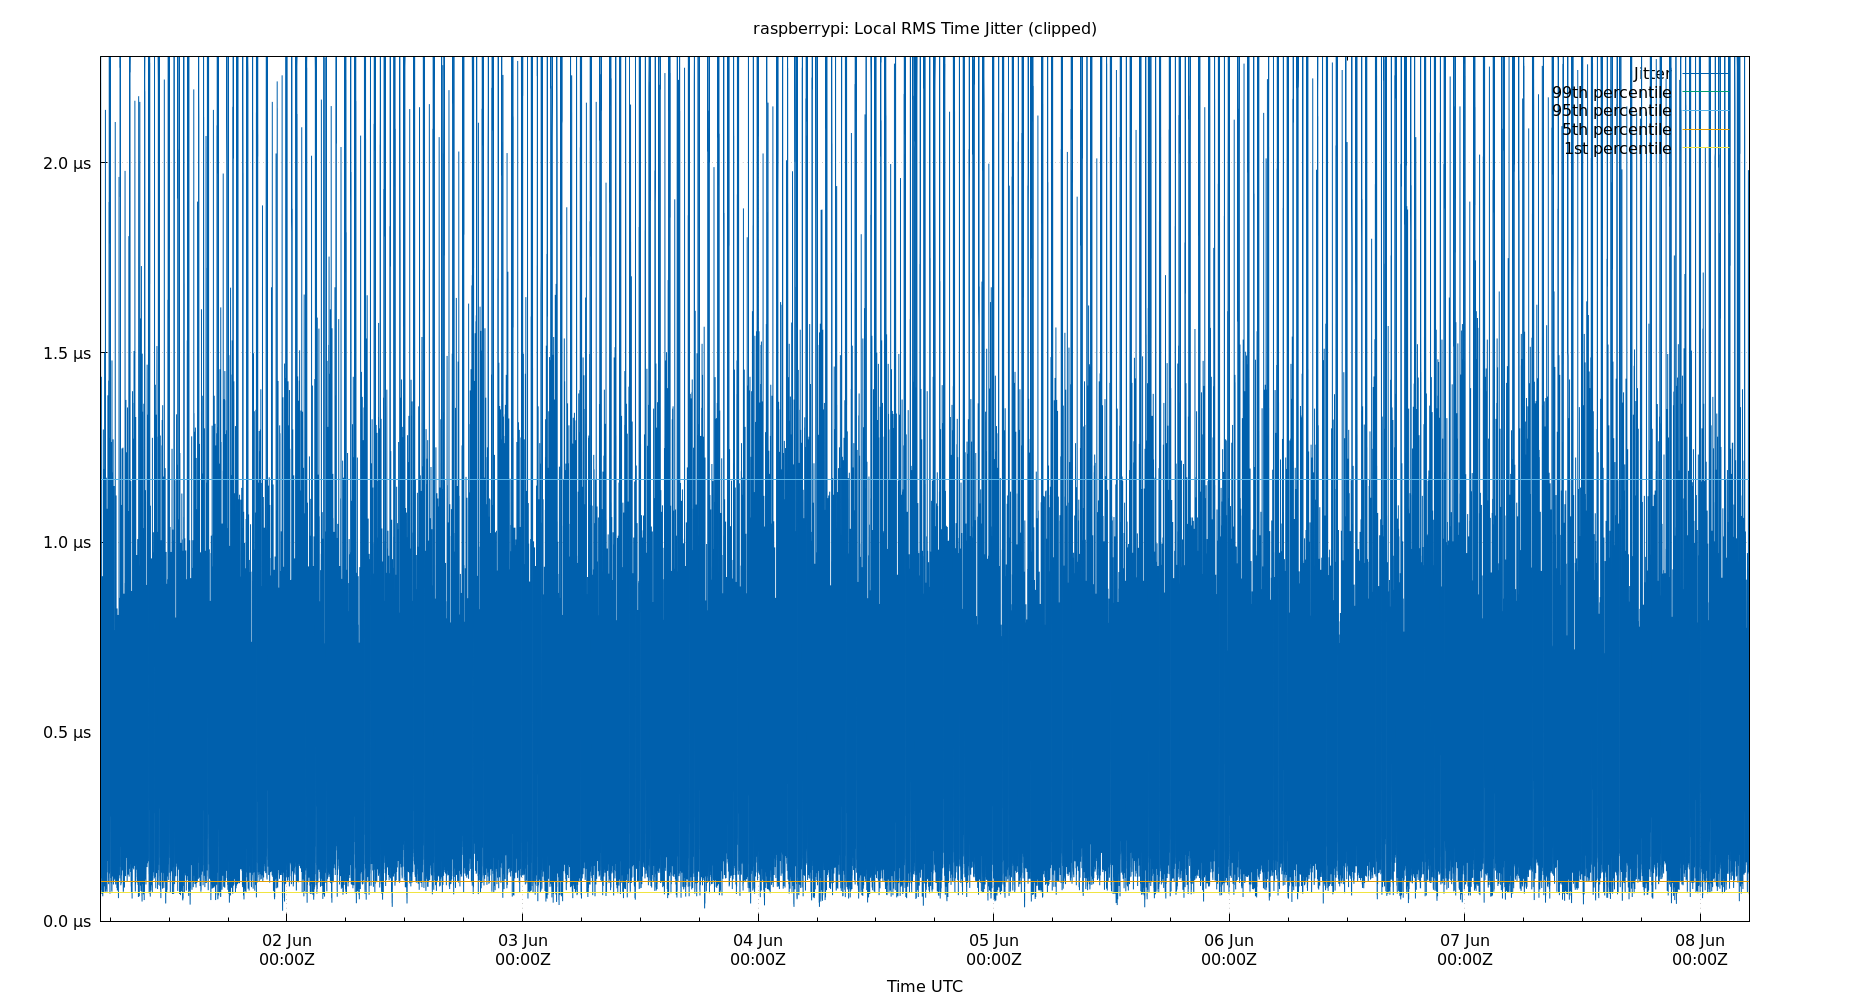 raspberrypi: Local RMS Time Jitter (clipped)
Jitter
99th percentile
95th percentile
5th percentile
1st percentile
2.0 µs
1.5 µs
1.0 µs
0.5 µs
0.0 µs
02 Jun 03 Jun 04 Jun 05 Jun 06 Jun 07 Jun 08 Jun
00:00Z 00:00Z 00:00Z 00:00Z 00:00Z 00:00Z 00:00Z
Time UTC